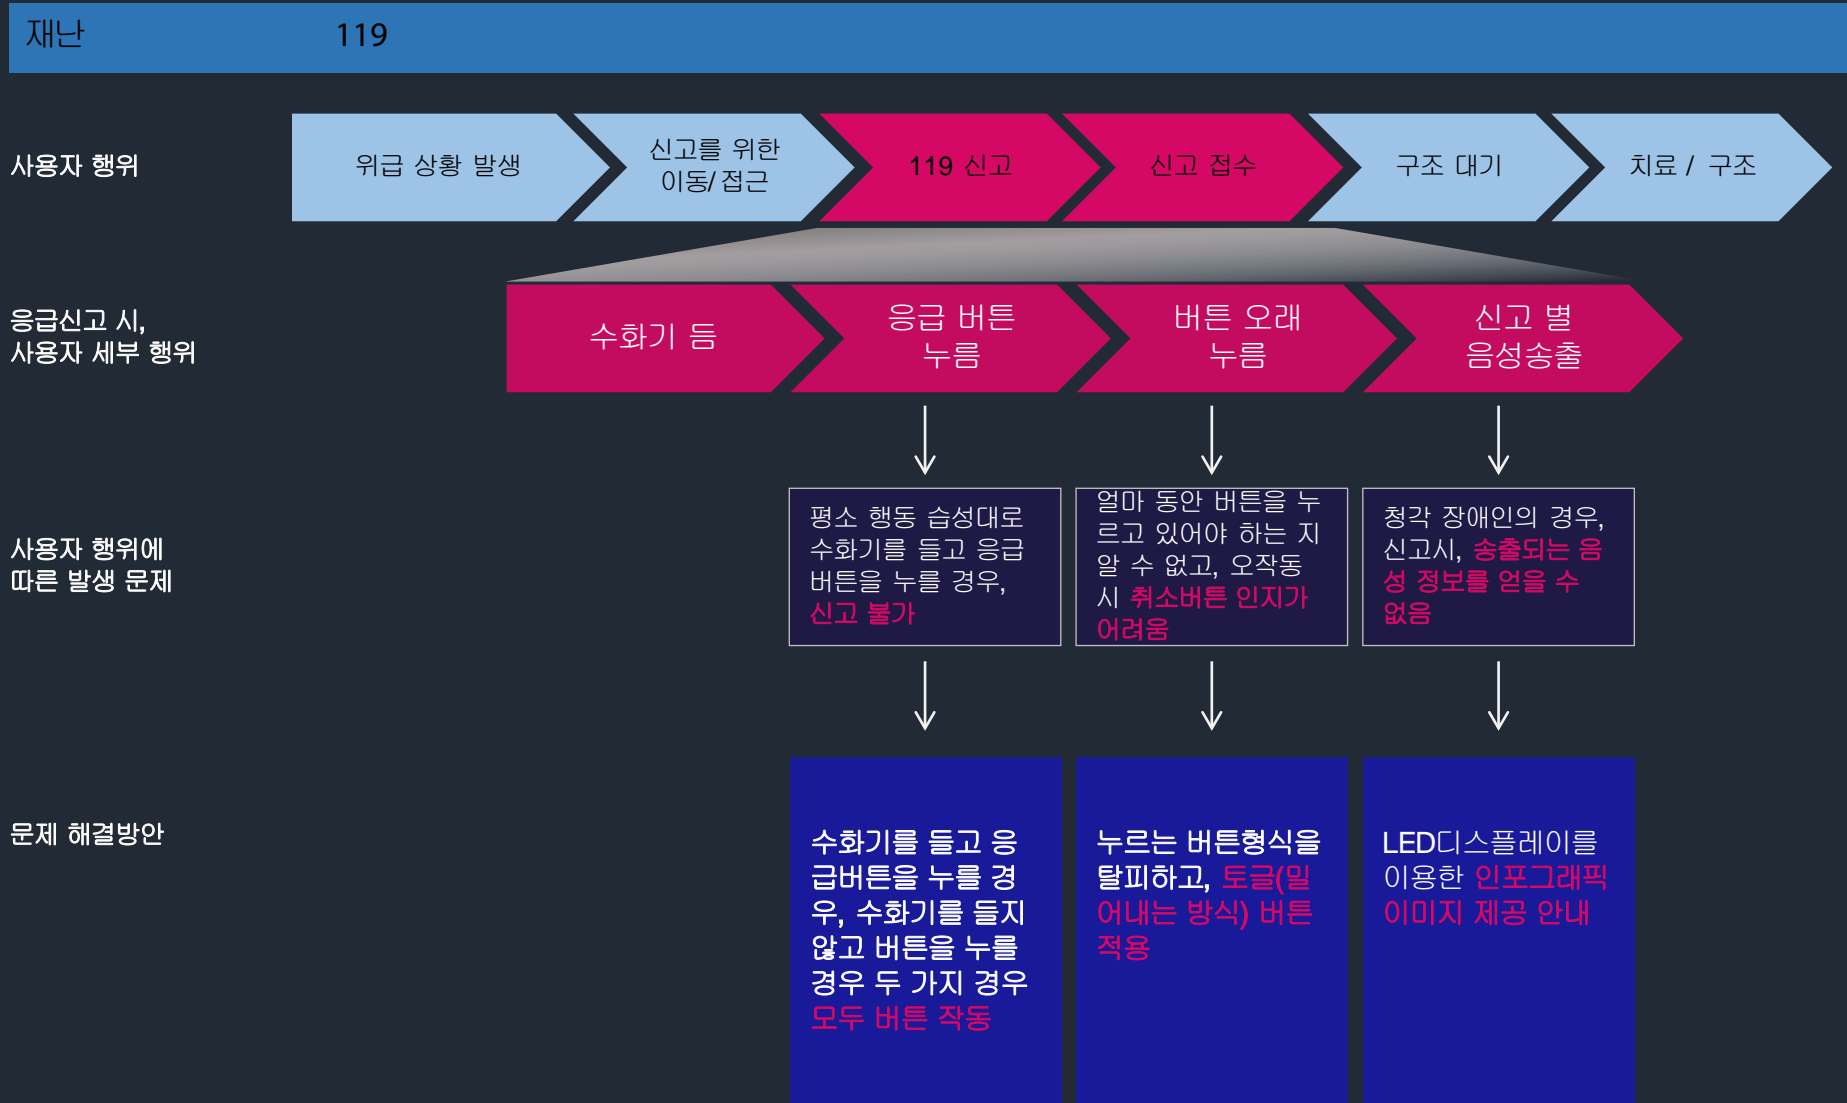 재난 119
사용자 행위
위급 상황 발생
신고를 위한
이동/접근
119 신고
신고 접수
구조 대기
치료 / 구조
응급신고 시,
사용자 세부 행위
수화기 듬
응급 버튼
누름
버튼 오래
누름
신고 별
음성송출
사용자 행위에
따른 발생 문제
평소 행동 습성대로
수화기를 들고 응급
버튼을 누를 경우,
신고 불가
얼마 동안 버튼을 누
르고 있어야 하는 지
알 수 없고, 오작동
시 취소버튼 인지가
어려움
청각 장애인의 경우,
신고시, 송출되는 음
성 정보를 얻을 수
없음
문제 해결방안
수화기를 들고 응
급버튼을 누를 경
우, 수화기를 들지
않고 버튼을 누를
경우 두 가지 경우
모두 버튼 작동
누르는 버튼형식을
탈피하고, 토글(밀
어내는 방식) 버튼
적용
LED디스플레이를
이용한 인포그래픽
이미지 제공 안내